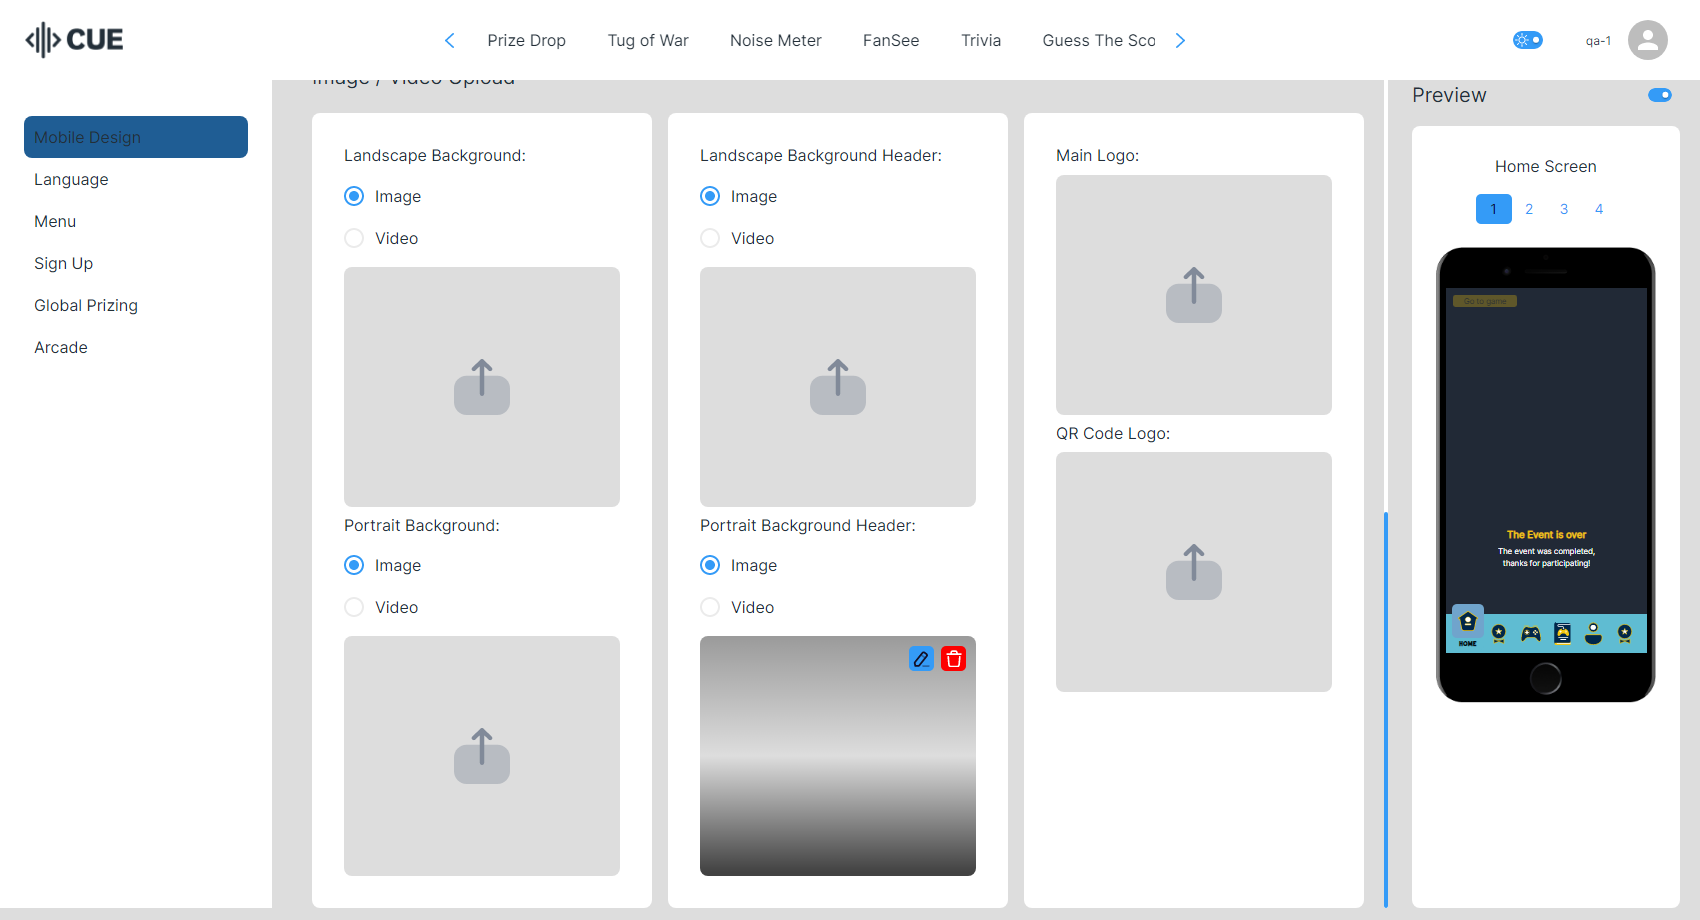 CUE
Prize Drop
Tug of War
Noise Meter
FanSee
Trivia
Guess The Sco
qa-1
Mobile Design
Language
Menu
Sign Up
Global Prizing
Arcade
Image / Video Upload
Landscape Background:
Image
Video
Portrait Background:
Image
Video
Landscape Background Header:
Image
Video
Portrait Background Header:
Image
Video
Main Logo:
QR Code Logo:
Preview
Home Screen
1 2 3 4
Go to game
The Event is over
The event was completed,
thanks for participating!
HOME